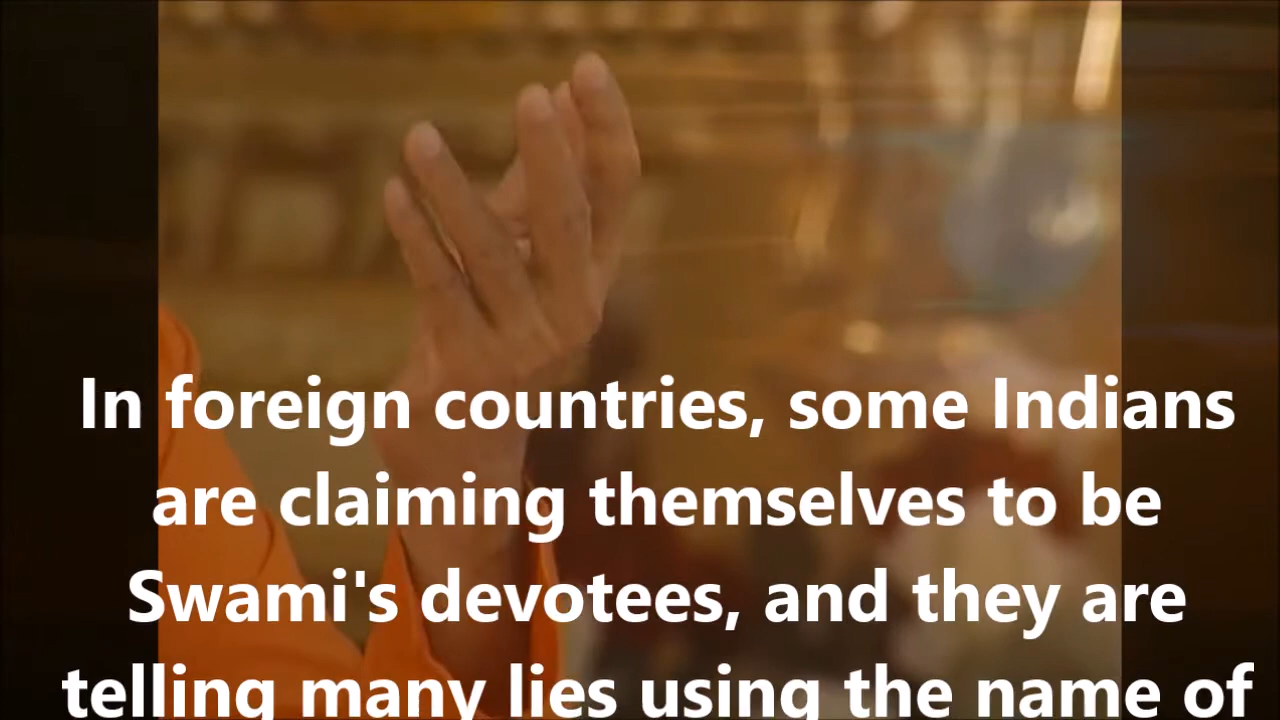 In foreign countries, some Indians
are claiming themselves to be
Swami's devotees, and they are
telling many lies using the name of